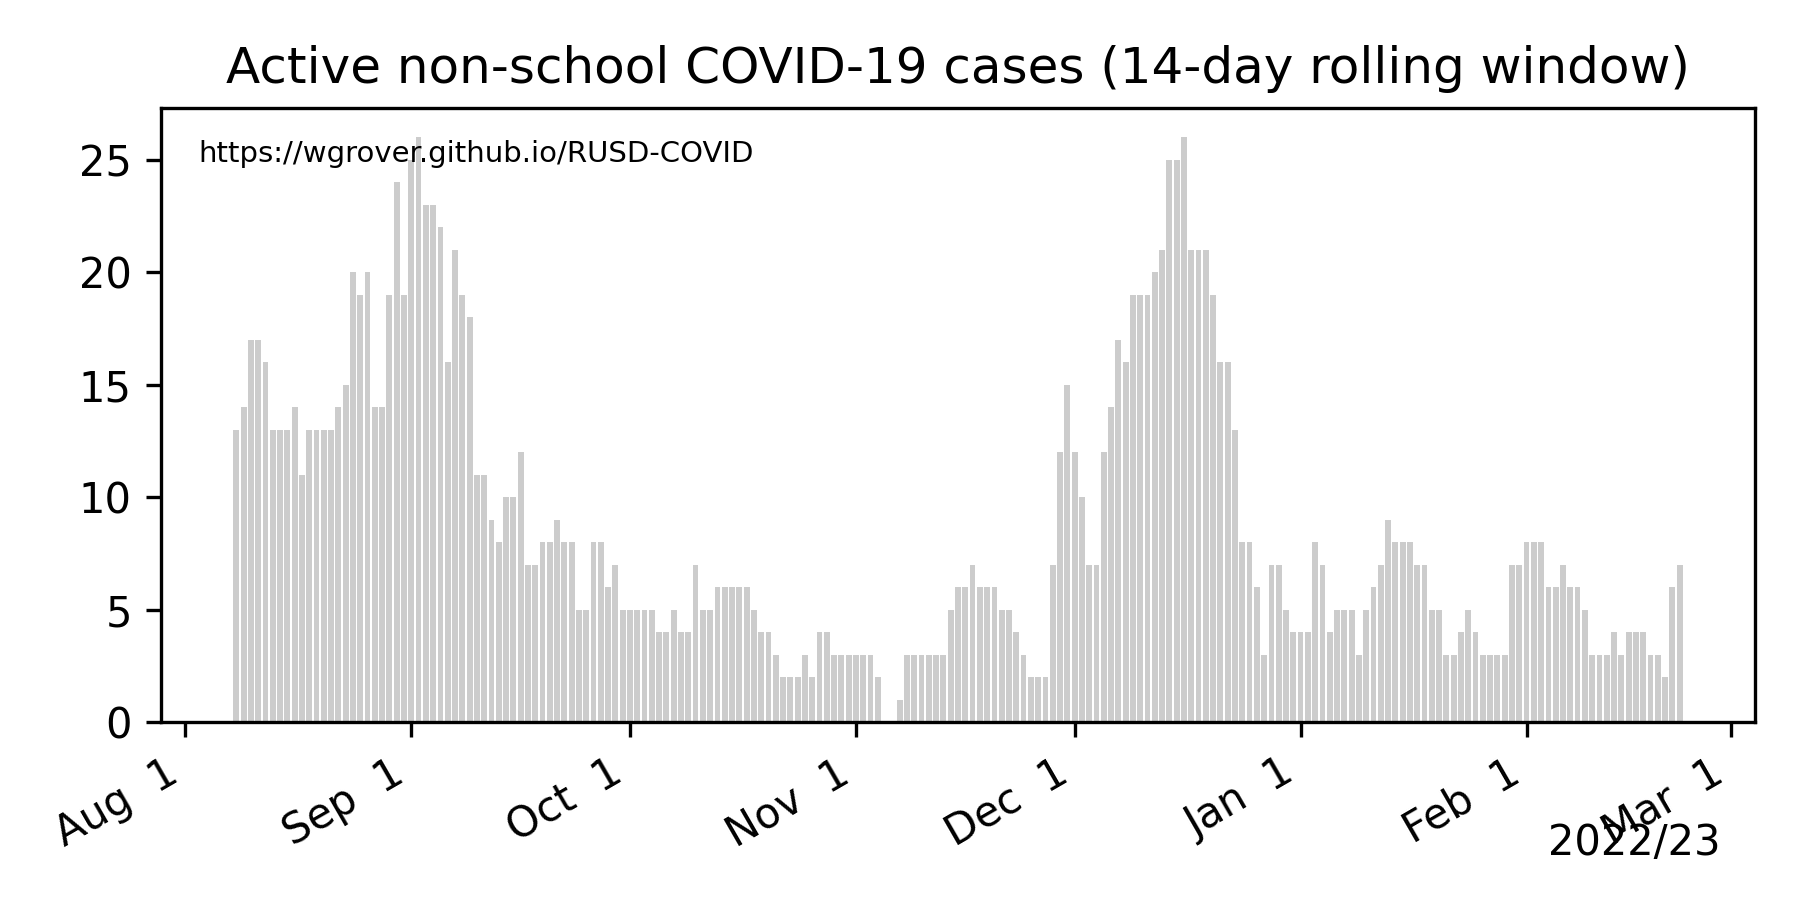 Active non-school COVID-19 cases (14-day rolling window)
https://wgrover.github.io/RUSD-COVID
25
20
15
10
5
0
Aug 1
Sep 1
Oct 1
Nov 1
Dec 1
Jan 1
Feb 1
Mar 1
2022/23